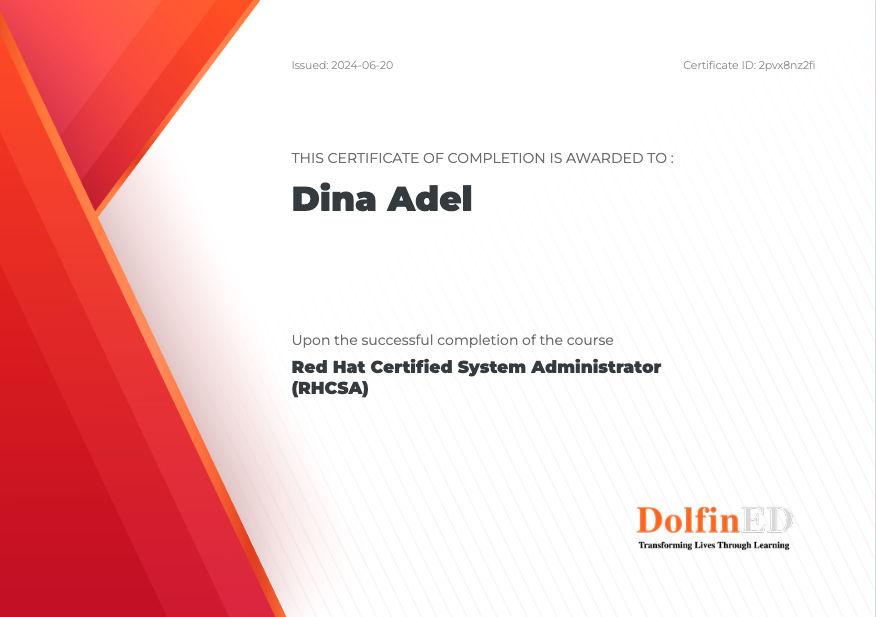 Issued: 2024-06-20
Certificate ID: 2pvx8nz2fi
THIS CERTIFICATE OF COMPLETION IS AWARDED TO :
Dina Adel
Upon the successful completion of the course
Red Hat Certified System Administrator
(RHCSA)
DolfinED
Transforming Lives Through Learning